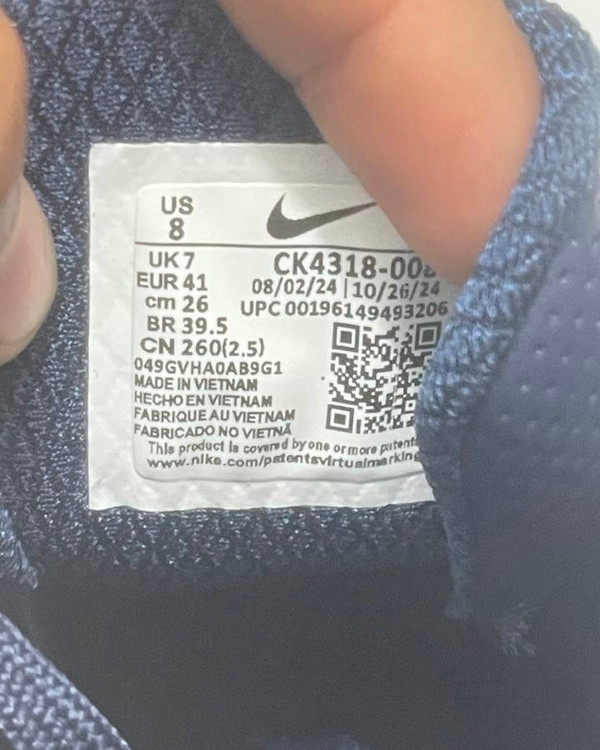 US
8
UK 7
EUR 41
cm 26
BR 39.5
CN 260(2.5)
CK4318-00
08/02/24 | 10/26/24
UPC 00196149493206
049GVHA0AB9G1
MADE IN VIETNAM
HECHO EN VIETNAM
FABRIQUE AU VIETNAM
FABRICADO NO VIETNÃ
This product is covered by one or more patents
www.nike.com/patentsvirtualmarking